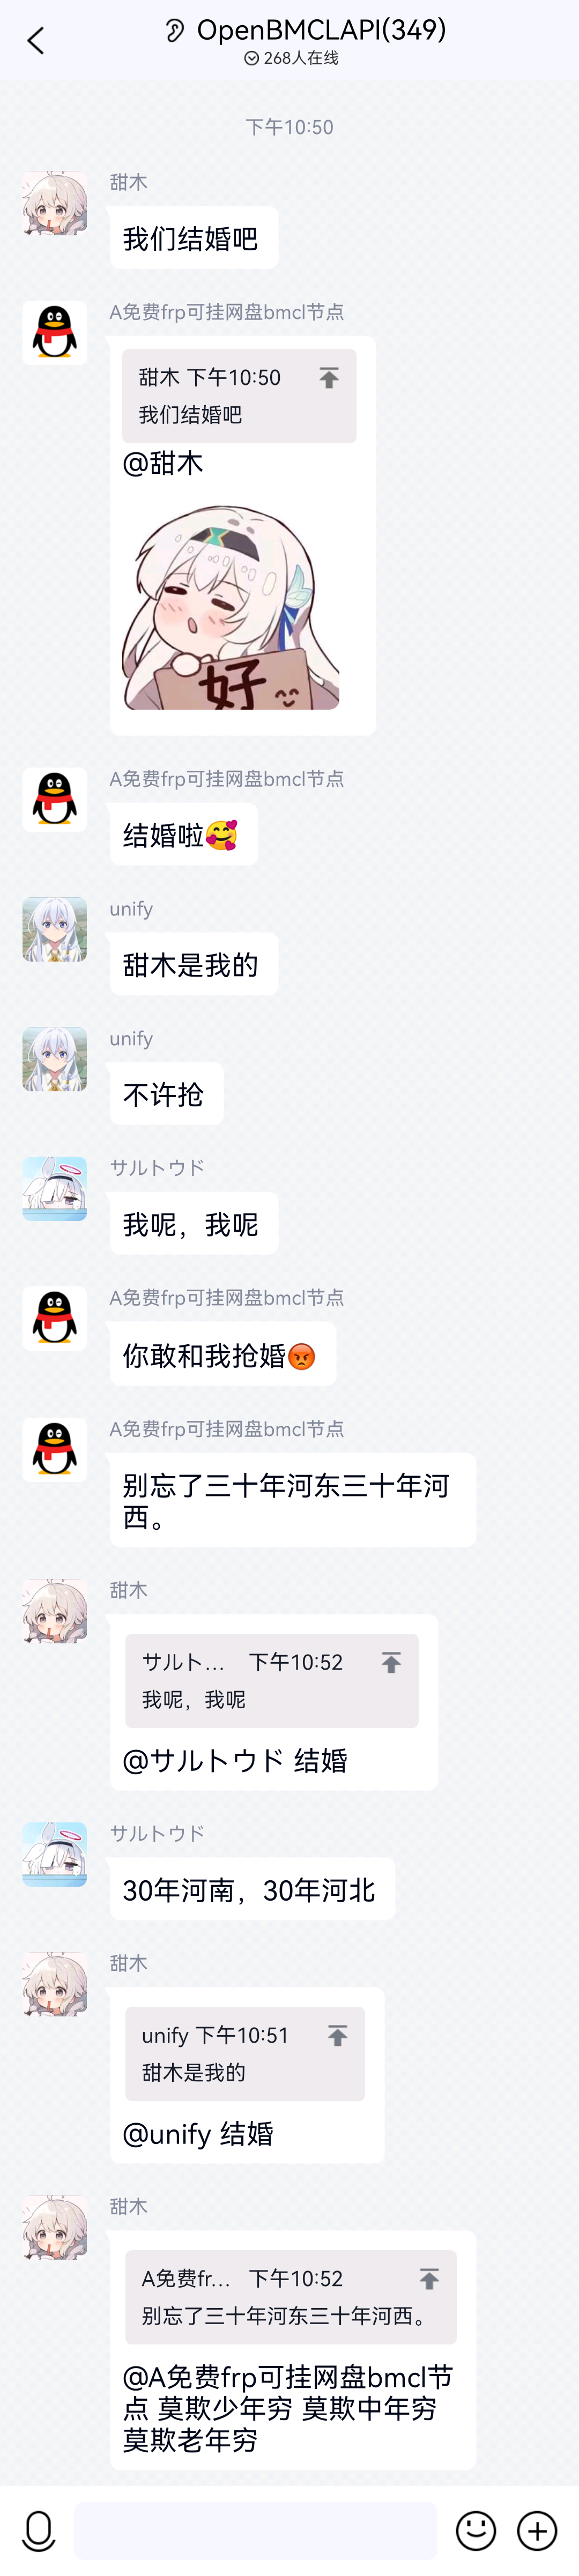 OpenBMCLAPI(349)
268人在线
下午10:50
甜木
我们结婚吧
A免费frp可挂网盘bmcl节点
甜木 下午10:50
我们结婚吧
@甜木
好
A免费frp可挂网盘bmcl节点
结婚啦🥰
unify
甜木是我的
unify
不许抢
サルトウド
我呢，我呢
A免费frp可挂网盘bmcl节点
你敢和我抢婚😡
A免费frp可挂网盘bmcl节点
别忘了三十年河东三十年河
西。
甜木
サルト... 下午10:52
我呢，我呢
@サルトウド 结婚
サルトウド
30年河南，30年河北
甜木
unify 下午10:51
甜木是我的
@unify 结婚
甜木
A免费fr... 下午10:52
别忘了三十年河东三十年河西。
@A免费frp可挂网盘bmcl节
点 莫欺少年穷 莫欺中年穷
莫欺老年穷